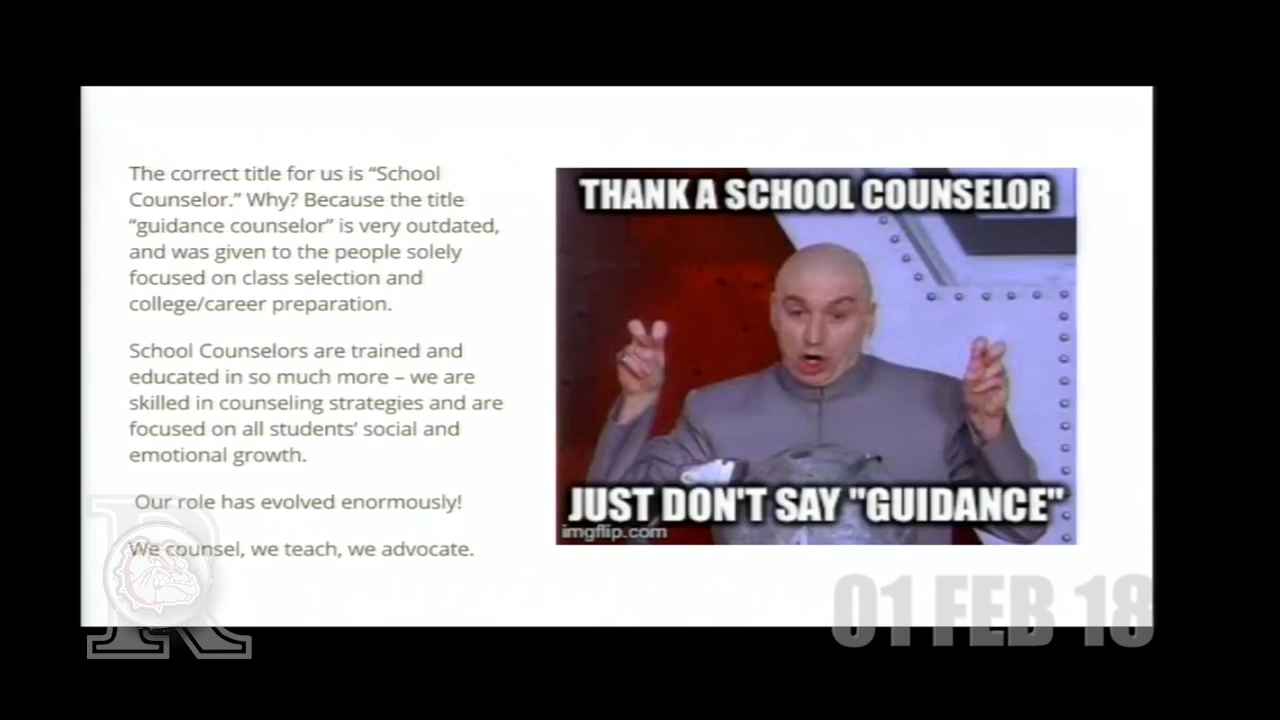 The correct title for us is “School
Counselor.” Why? Because the title
“guidance counselor” is very outdated,
and was given to the people solely
focused on class selection and
college/career preparation.
School Counselors are trained and
educated in so much more – we are
skilled in counseling strategies and are
focused on all students’ social and
emotional growth.
Our role has evolved enormously!
We counsel, we teach, we advocate.
THANK A SCHOOL COUNSELOR
JUST DON'T SAY "GUIDANCE"
imgflip.com
R
01 FEB 18